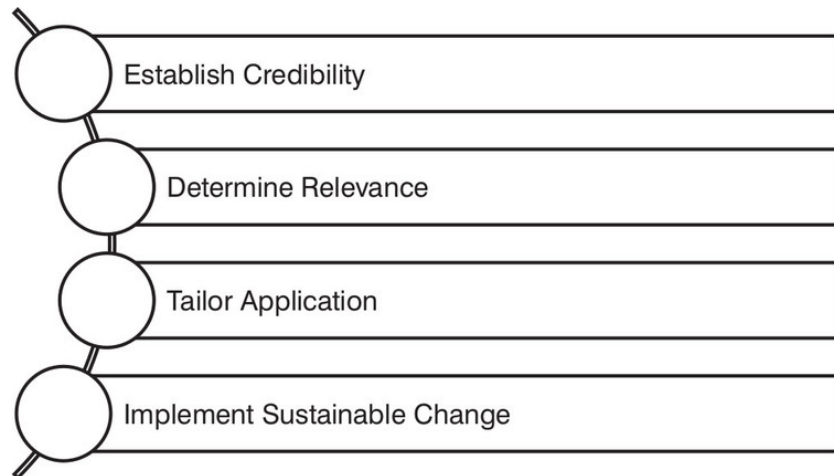 Establish Credibility
Determine Relevance
Tailor Application
Implement Sustainable Change